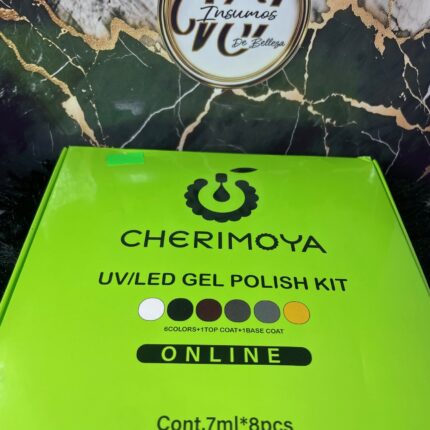 Insumos
De Belleza
CHERIMOYA
UV/LED GEL POLISH KIT
6COLORS+1TOP COAT+1BASE COAT
ONLINE
Cont.7ml*8pcs